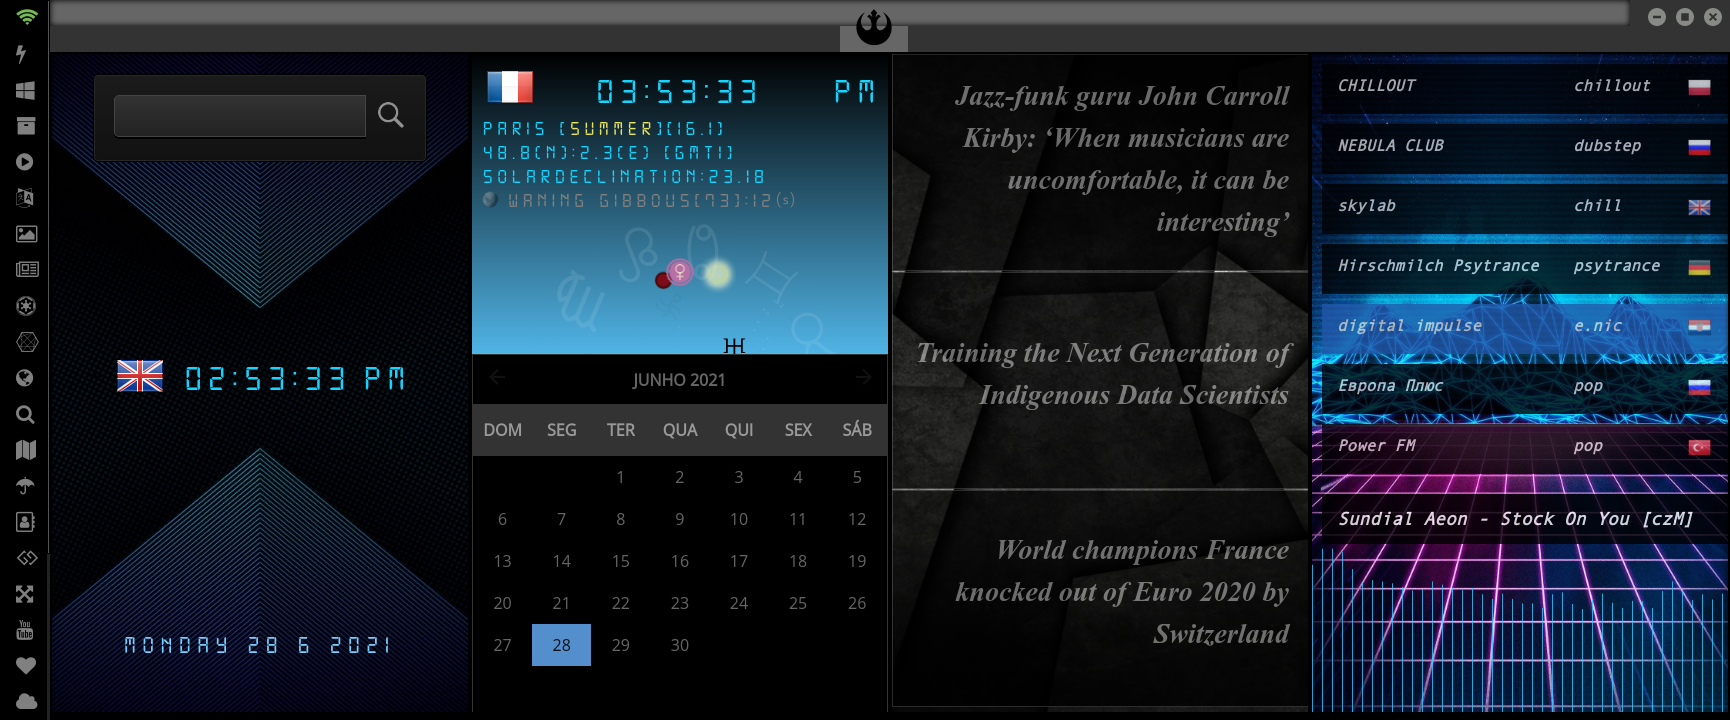 02:53:33 PM
MONDAY 28 6 2021
03:53:33 PM
PARIS [SUMMER][16.1]
48.8(N):2.3(E) [GMT1]
SOLARDECLINATION:23.18
WANING GIBBOUS[73]:12(s)
JUNHO 2021
DOM SEG TER QUA QUI SEX SÁB
1 2 3 4 5
6 7 8 9 10 11 12
13 14 15 16 17 18 19
20 21 22 23 24 25 26
27 28 29 30
Jazz-funk guru John Carroll
Kirby: ‘When musicians are
uncomfortable, it can be
interesting’
Training the Next Generation of
Indigenous Data Scientists
World champions France
knocked out of Euro 2020 by
Switzerland
CHILLOUT chillout
NEBULA CLUB dubstep
skylab chill
Hirschmilch Psytrance psytrance
digital impulse e.nic
Европа Плюс pop
Power FM pop
Sundial Aeon - Stock On You [czM]
You
Tube